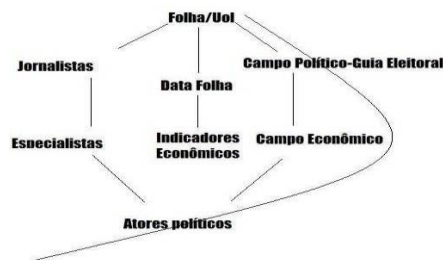 Folha/Uol
Jornalistas
Campo Político-Guia Eleitoral
Data Folha
Especialistas
Indicadores
Econômicos
Campo Econômico
Atores políticos